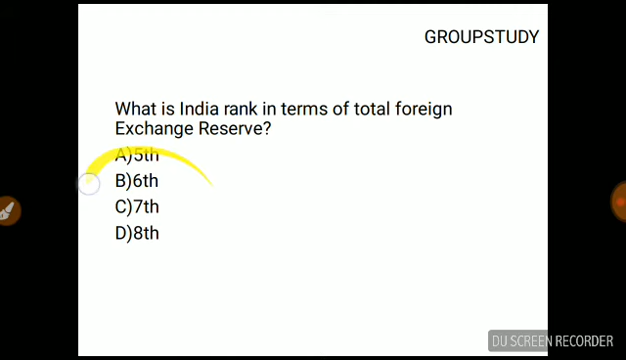 GROUPSTUDY
What is India rank in terms of total foreign
Exchange Reserve?
A)5th
B)6th
C)7th
D)8th
DU SCREEN RECORDER